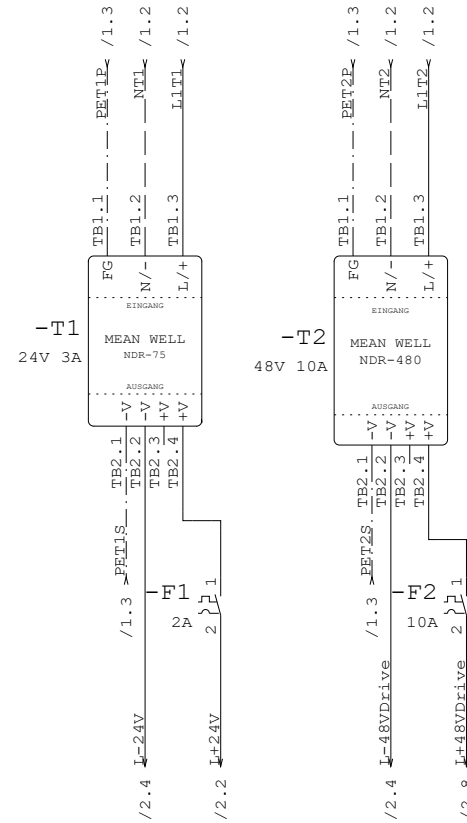 /1.3
/1.2
/1.2
PET1P
NT1
L1T1
TB1.1
TB1.2
TB1.3
FG
N/-
L/+
EINGANG
-T1
24V 3A
MEAN WELL
NDR-75
AUSGANG
-V
-V
+V
+V
TB2.1
TB2.2
TB2.3
TB2.4
PET1S
/1.3
-F1
2A
1
2
L-24V
L+24V
/2.4
/2.2
/1.3
/1.2
/1.2
PET2P
NT2
L1T2
TB1.1
TB1.2
TB1.3
FG
N/-
L/+
EINGANG
-T2
48V 10A
MEAN WELL
NDR-480
AUSGANG
-V
-V
+V
+V
TB2.1
TB2.2
TB2.3
TB2.4
PET2S
/1.3
-F2
10A
1
2
L-48VDrive
L+48VDrive
/2.4